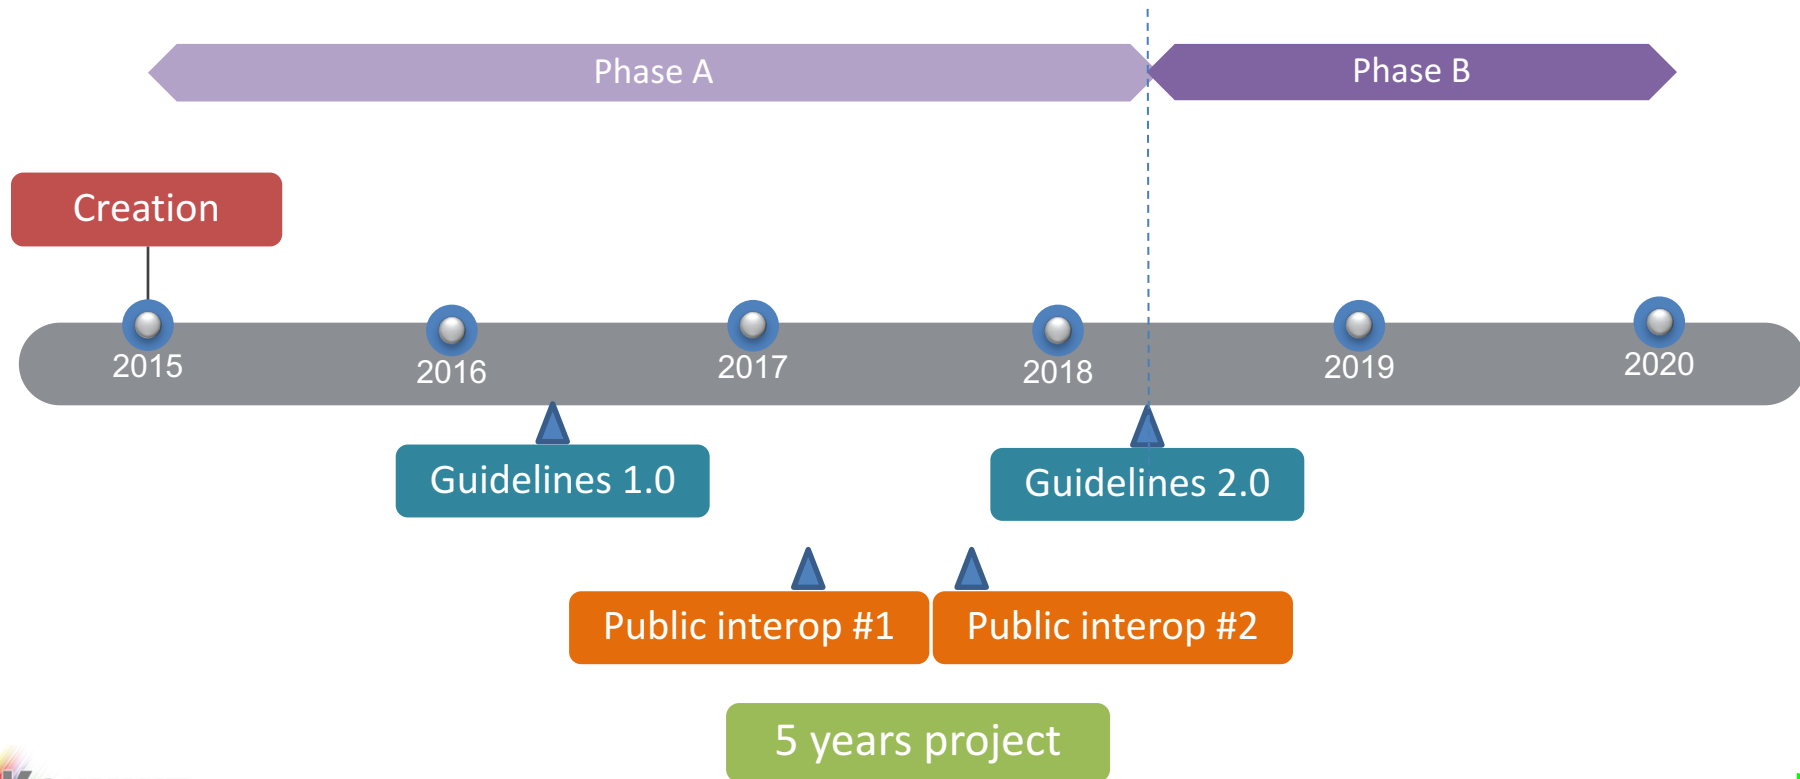 Phase A
Phase B
Creation
2015
2016
2017
2018
2019
2020
Guidelines 1.0
Guidelines 2.0
Public interop #1
Public interop #2
5 years project